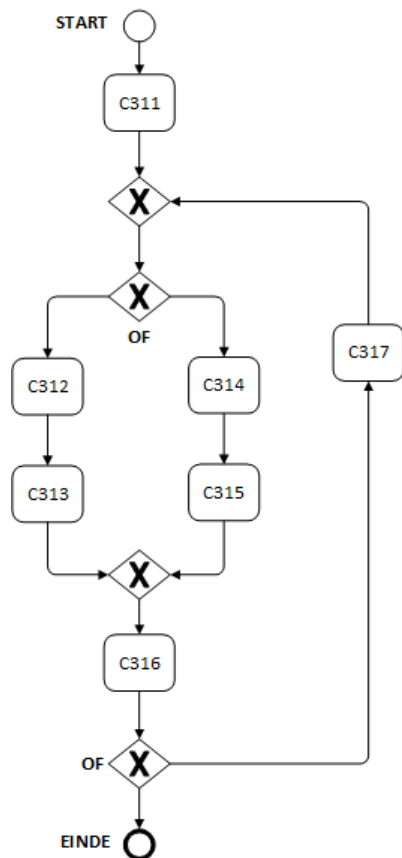 START
C311
X
X
OF
C312
C314
C317
C313
C315
X
C316
OF
X
EINDE